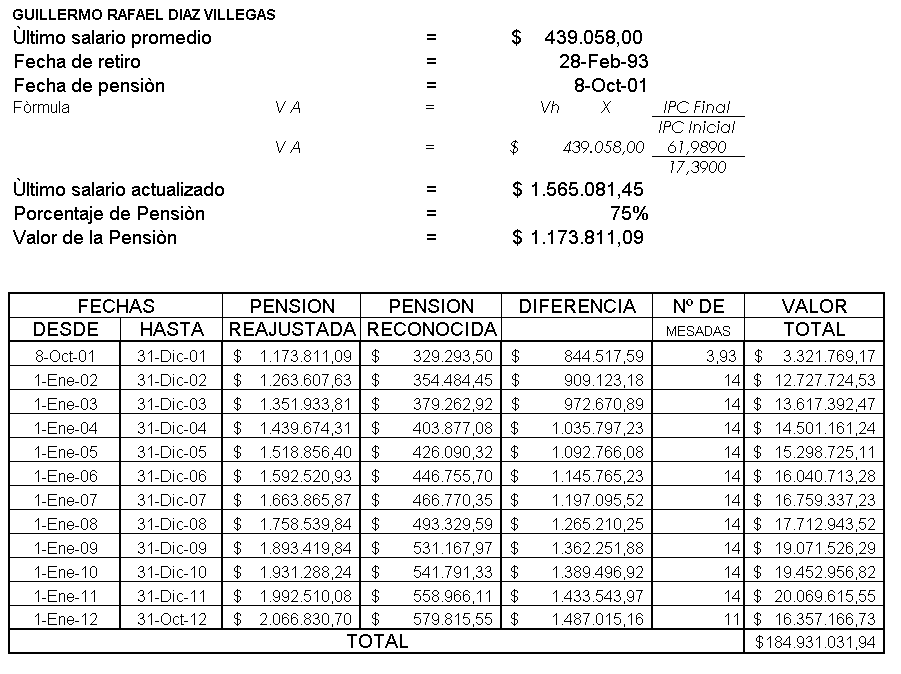 GUILLERMO RAFAEL DIAZ VILLEGAS
Ùltimo salario promedio = $ 439.058,00
Fecha de retiro = 28-Feb-93
Fecha de pensiòn = 8-Oct-01
Fòrmula V A = Vh X IPC Final
IPC Inicial
V A = $ 439.058,00 61,9890
17,3900
Ùltimo salario actualizado = $ 1.565.081,45
Porcentaje de Pensiòn = 75%
Valor de la Pensiòn = $ 1.173.811,09
FECHAS PENSION PENSION DIFERENCIA Nº DE VALOR
DESDE HASTA REAJUSTADA RECONOCIDA MESADAS TOTAL
8-Oct-01 31-Dic-01 $ 1.173.811,09 $ 329.293,50 $ 844.517,59 3,93 $ 3.321.769,17
1-Ene-02 31-Dic-02 $ 1.263.607,63 $ 354.484,45 $ 909.123,18 14 $ 12.727.724,53
1-Ene-03 31-Dic-03 $ 1.351.933,81 $ 379.262,92 $ 972.670,89 14 $ 13.617.392,47
1-Ene-04 31-Dic-04 $ 1.439.674,31 $ 403.877,08 $ 1.035.797,23 14 $ 14.501.161,24
1-Ene-05 31-Dic-05 $ 1.518.856,40 $ 426.090,32 $ 1.092.766,08 14 $ 15.298.725,11
1-Ene-06 31-Dic-06 $ 1.592.520,93 $ 446.755,70 $ 1.145.765,23 14 $ 16.040.713,28
1-Ene-07 31-Dic-07 $ 1.663.865,87 $ 466.770,35 $ 1.197.095,52 14 $ 16.759.337,23
1-Ene-08 31-Dic-08 $ 1.758.539,84 $ 493.329,59 $ 1.265.210,25 14 $ 17.712.943,52
1-Ene-09 31-Dic-09 $ 1.893.419,84 $ 531.167,97 $ 1.362.251,88 14 $ 19.071.526,29
1-Ene-10 31-Dic-10 $ 1.931.288,24 $ 541.791,33 $ 1.389.496,92 14 $ 19.452.956,82
1-Ene-11 31-Dic-11 $ 1.992.510,08 $ 558.966,11 $ 1.433.543,97 14 $ 20.069.615,55
1-Ene-12 31-Oct-12 $ 2.066.830,70 $ 579.815,55 $ 1.487.015,16 11 $ 16.357.166,73
TOTAL $184.931.031,94